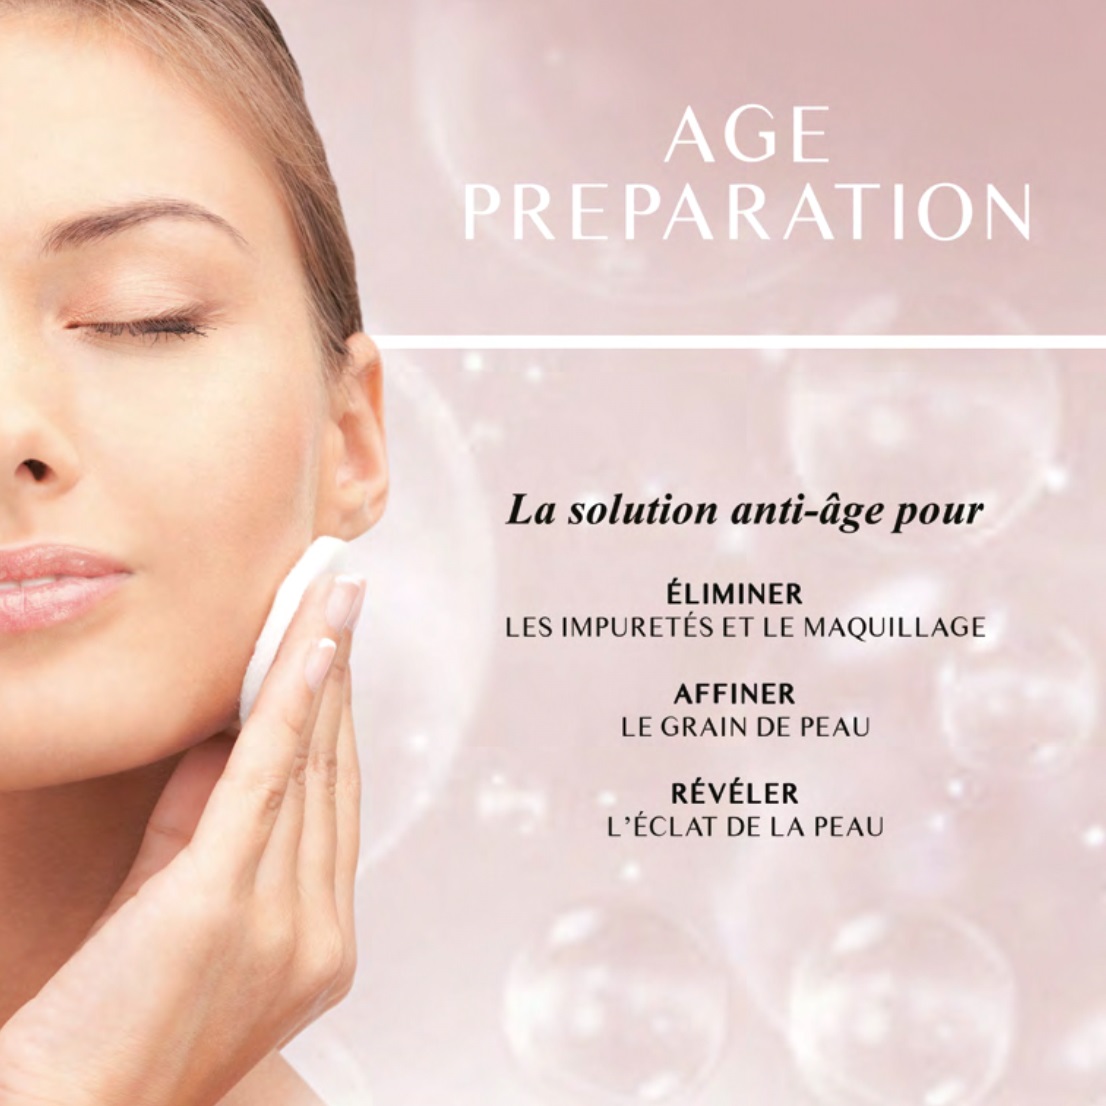 AGE
PREPARATION
La solution anti-âge pour
ÉLIMINER
LES IMPURETÉS ET LE MAQUILLAGE
AFFINER
LE GRAIN DE PEAU
RÉVÉLER
L'ÉCLAT DE LA PEAU